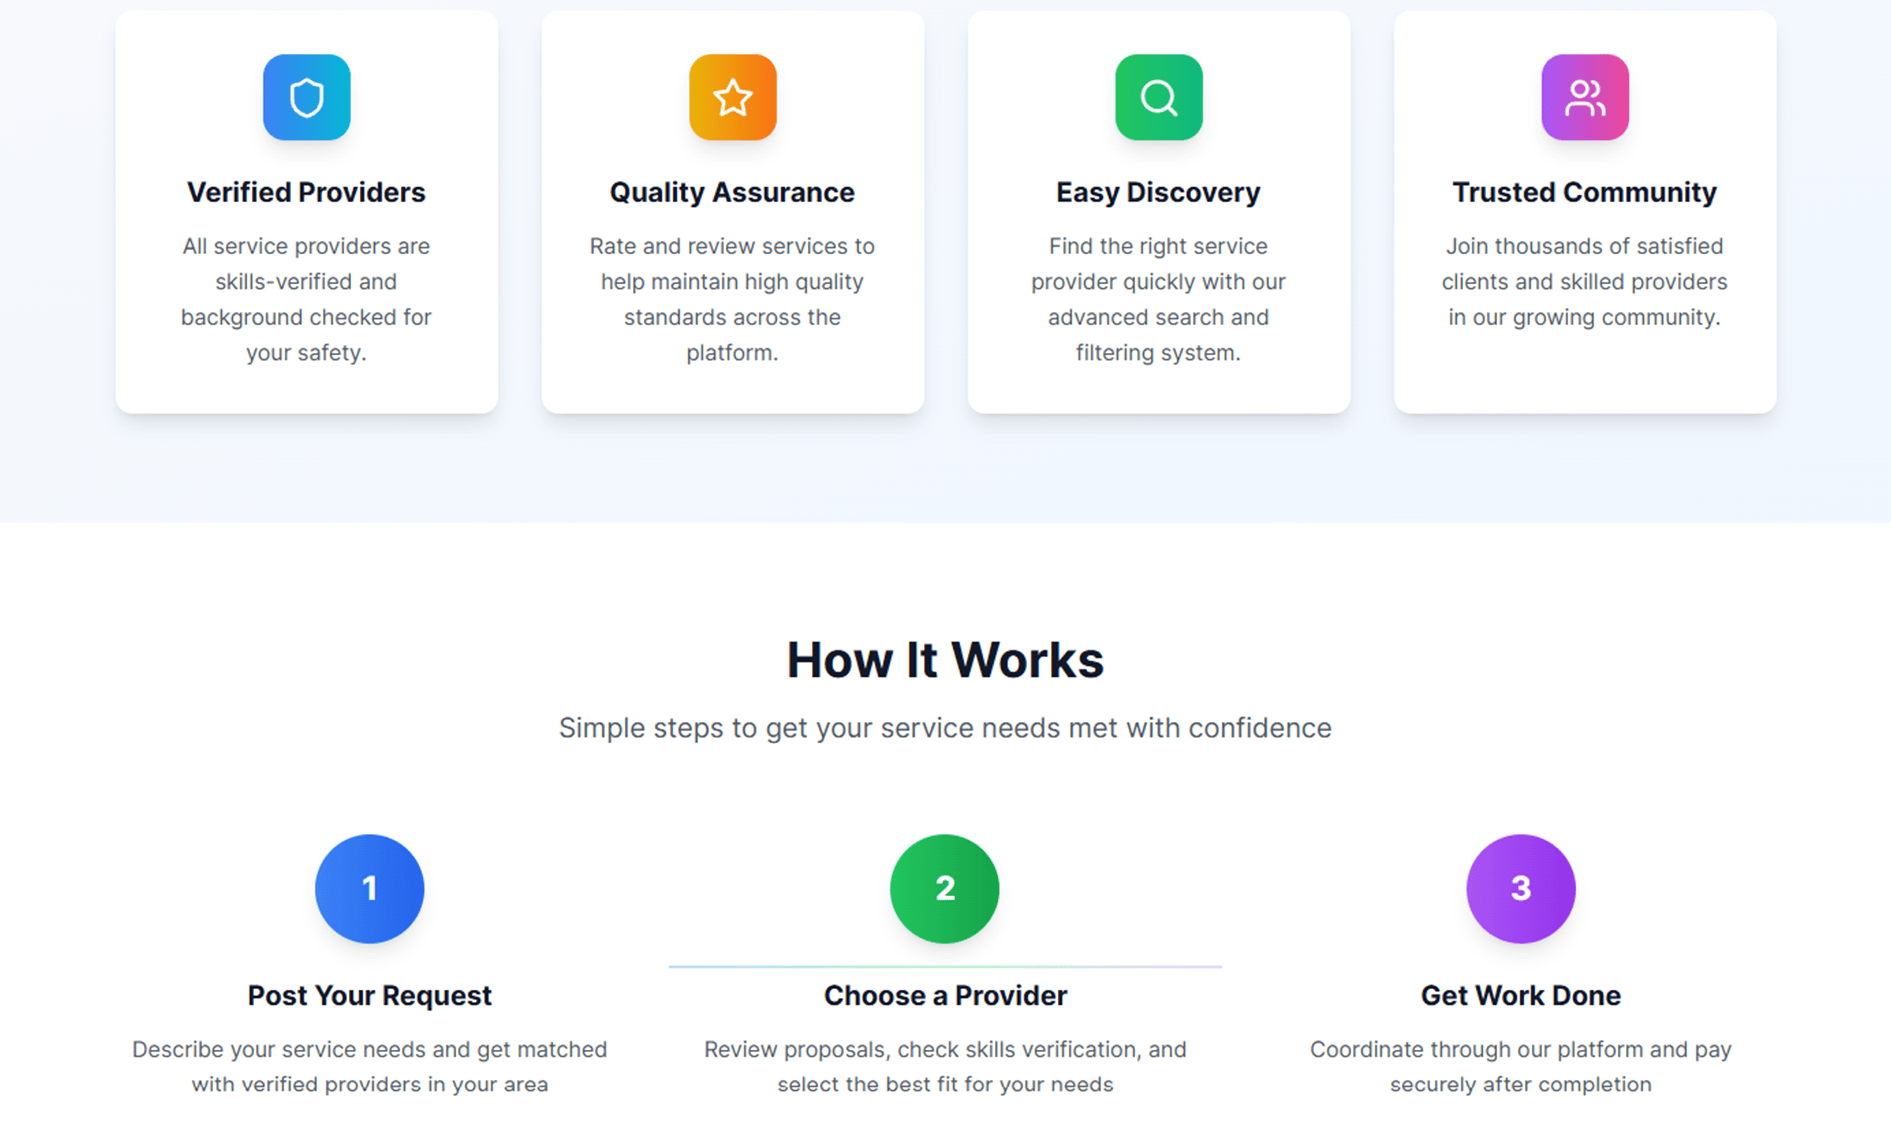 Verified Providers
All service providers are
skills-verified and
background checked for
your safety.
Quality Assurance
Rate and review services to
help maintain high quality
standards across the
platform.
Easy Discovery
Find the right service
provider quickly with our
advanced search and
filtering system.
Trusted Community
Join thousands of satisfied
clients and skilled providers
in our growing community.
How It Works
Simple steps to get your service needs met with confidence
1
Post Your Request
Describe your service needs and get matched
with verified providers in your area
2
Choose a Provider
Review proposals, check skills verification, and
select the best fit for your needs
3
Get Work Done
Coordinate through our platform and pay
securely after completion